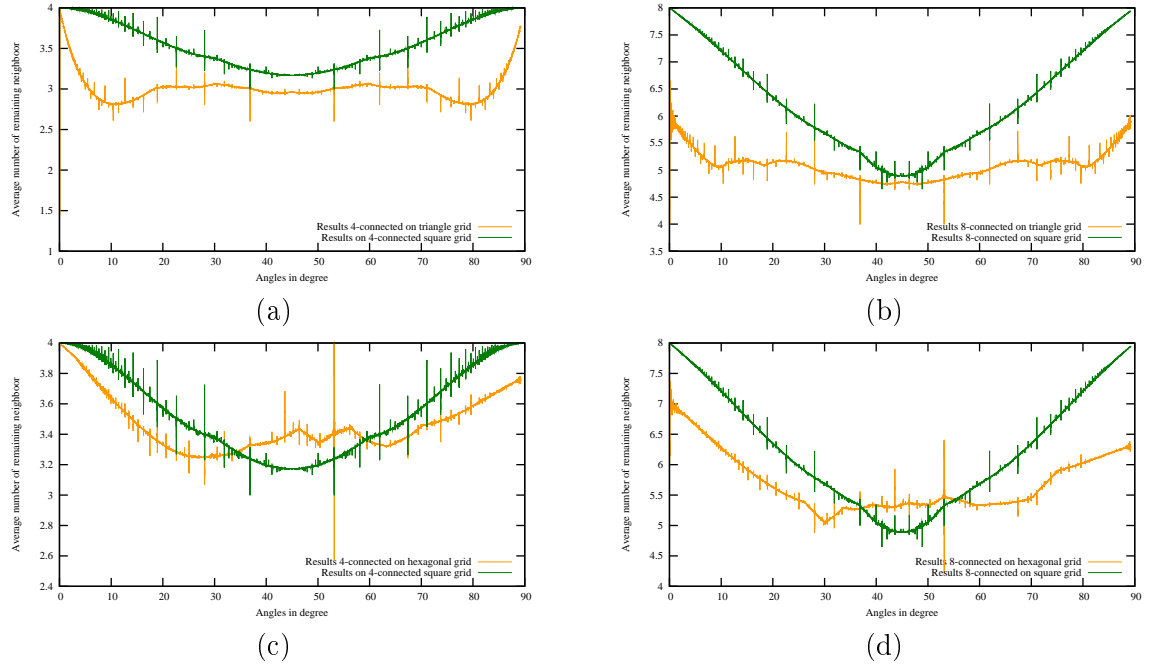 Average number of remaining neighboor
4
3.5
3
2.5
2
1.5
1
Results 4-connected on triangle grid
Results on 4-connected square grid
0 10 20 30 40 50 60 70 80 90
Angles in degree
(a)
Average number of remaining neighboor
8
7.5
7
6.5
6
5.5
5
4.5
4
3.5
Results 8-connected on triangle grid
Results 8-connected on square grid
0 10 20 30 40 50 60 70 80 90
Angles in degree
(b)
Average number of remaining neighboor
4
3.8
3.6
3.4
3.2
3
2.8
2.6
2.4
Results 4-connected on hexagonal grid
Results on 4-connected square grid
0 10 20 30 40 50 60 70 80 90
Angles in degree
(c)
Average number of remaining neighboor
8
7.5
7
6.5
6
5.5
5
4.5
4
Results 8-connected on hexagonal grid
Results 8-connected on square grid
0 10 20 30 40 50 60 70 80 90
Angles in degree
(d)